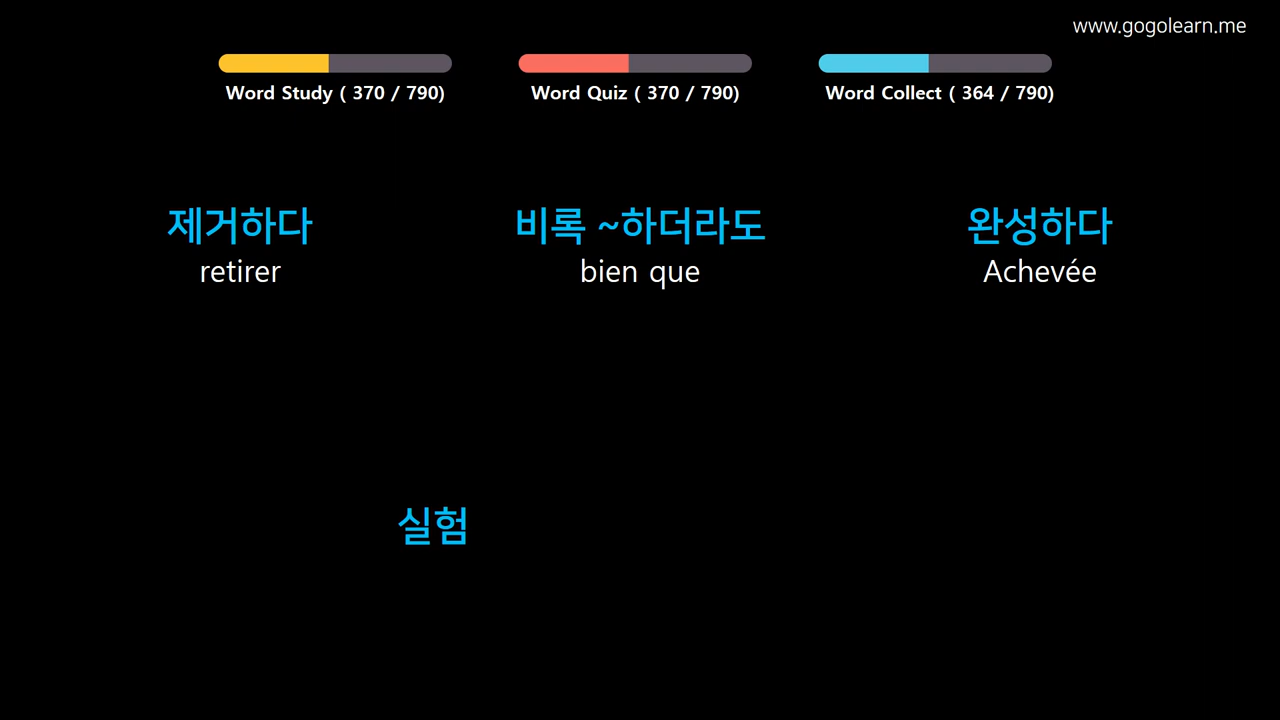 www.gogolearn.me
Word Study ( 370 / 790)
Word Quiz ( 370 / 790)
Word Collect ( 364 / 790)
제거하다
retirer
비록 ~하더라도
bien que
완성하다
Achevée
실험